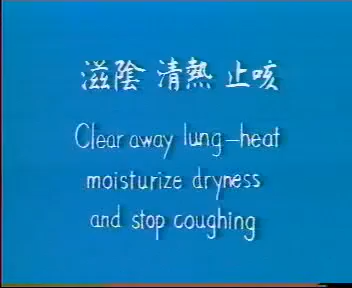 滋陰 清熱 止咳
Clear away lung-heat
moisturize dryness
and stop coughing